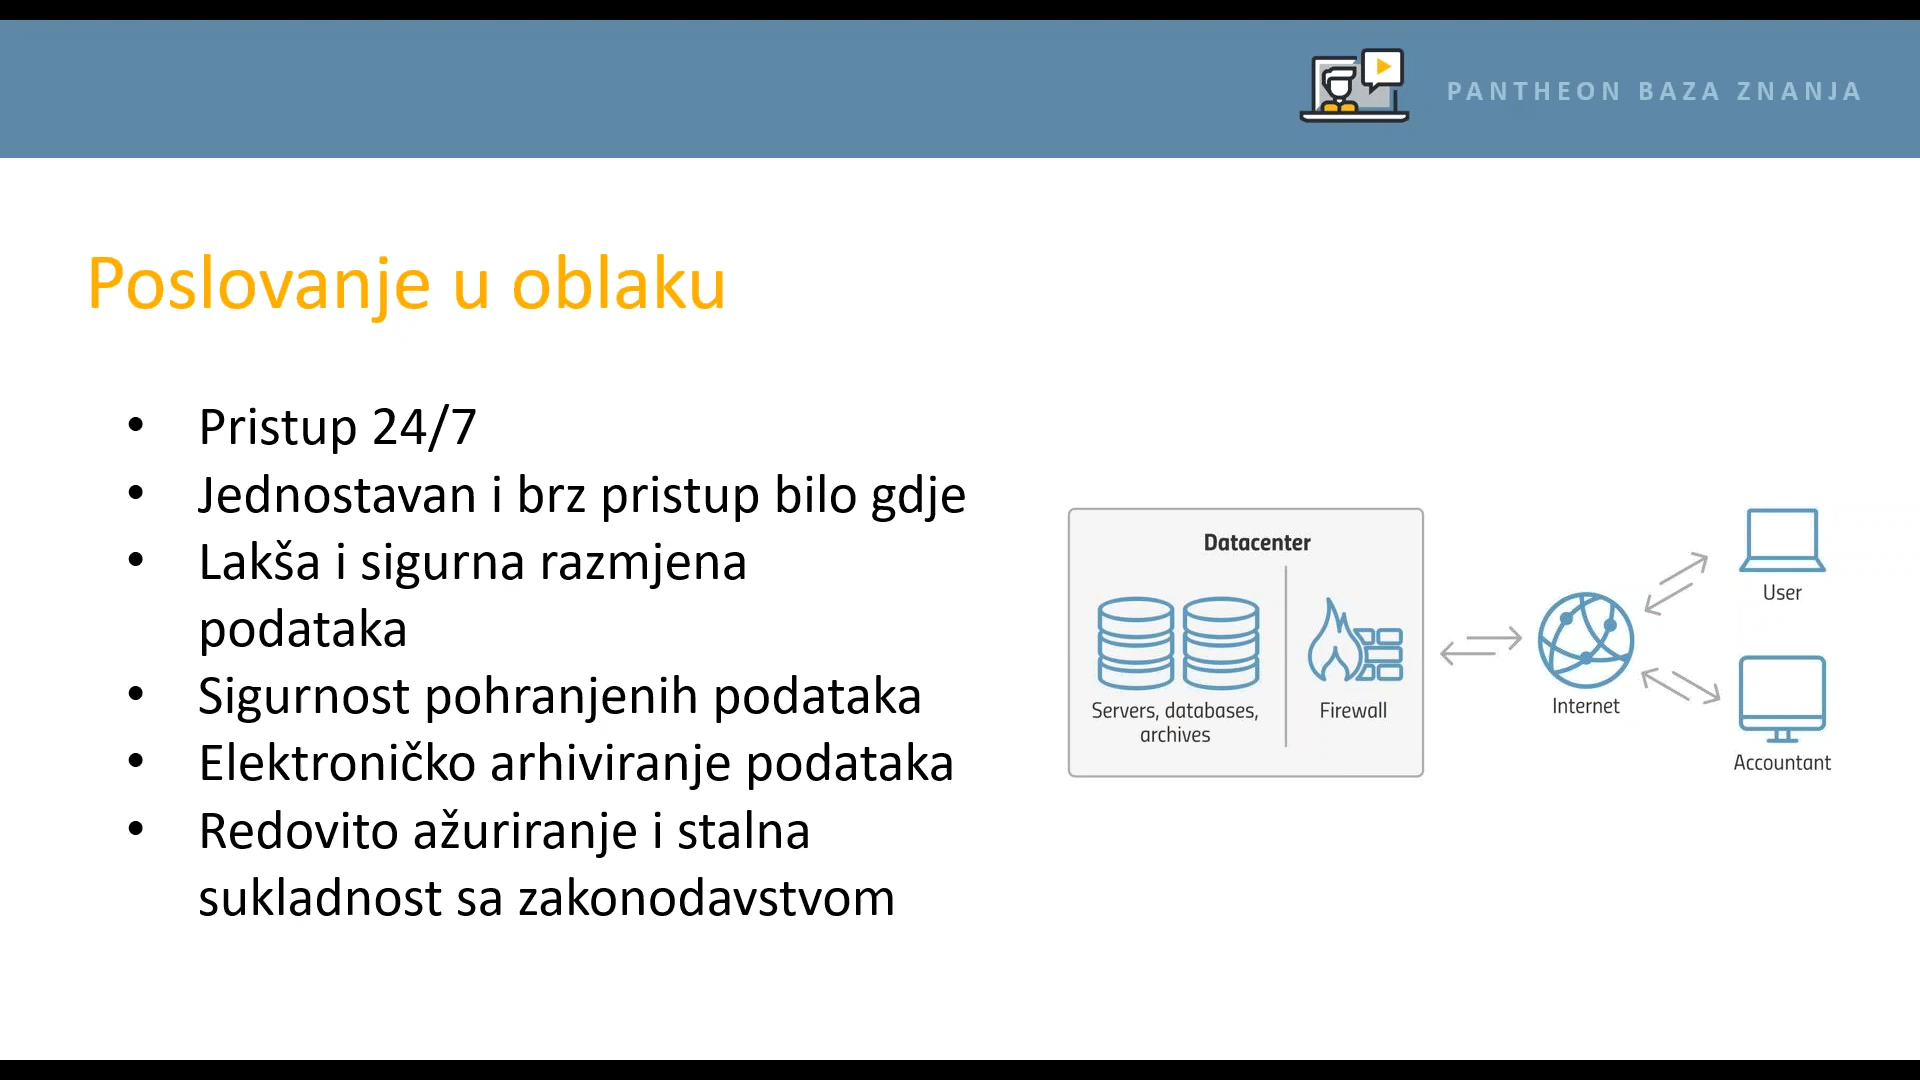 PANTHEON BAZA ZNANJA
Poslovanje u oblaku
• Pristup 24/7
• Jednostavan i brz pristup bilo gdje
• Lakša i sigurna razmjena
podataka
• Sigurnost pohranjenih podataka
• Elektroničko arhiviranje podataka
• Redovito ažuriranje i stalna
sukladnost sa zakonodavstvom
Datacenter
Servers, databases,
archives
Firewall
Internet
User
Accountant